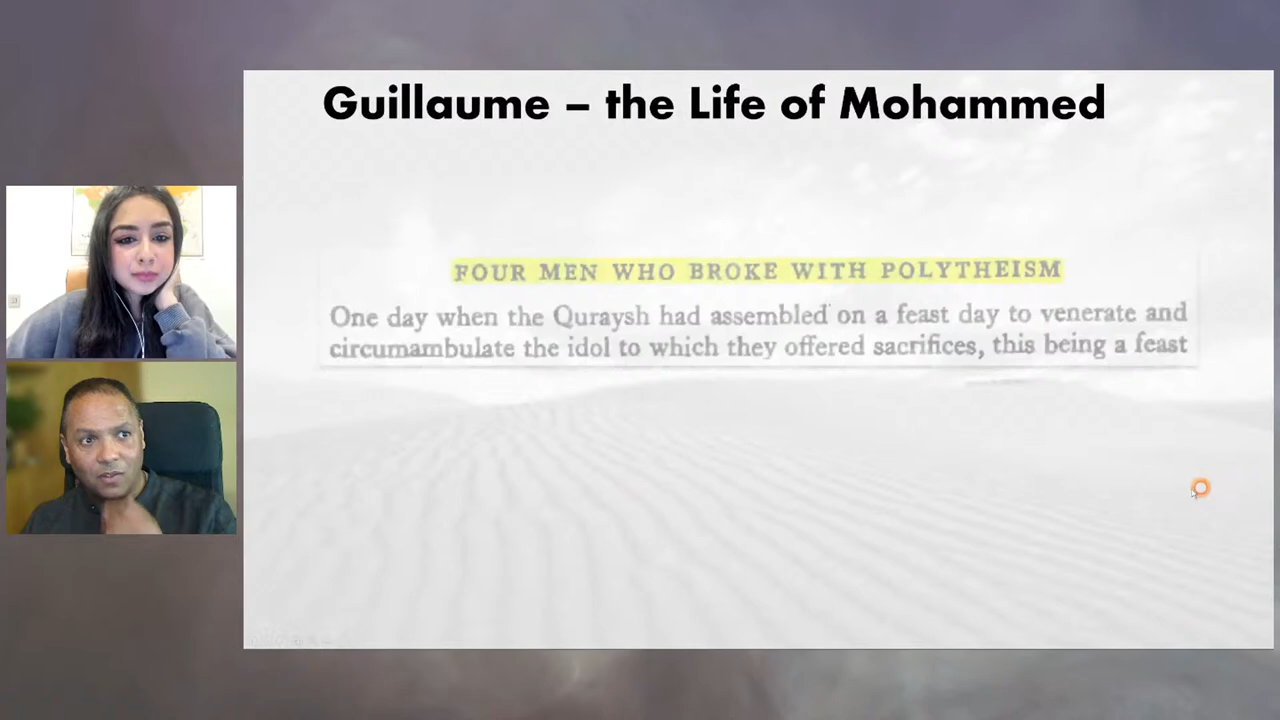 Guillaume – the Life of Mohammed
FOUR MEN WHO BROKE WITH POLYTHEISM
One day when the Quraysh had assembled on a feast day to venerate and
circumambulate the idol to which they offered sacrifices, this being a feast